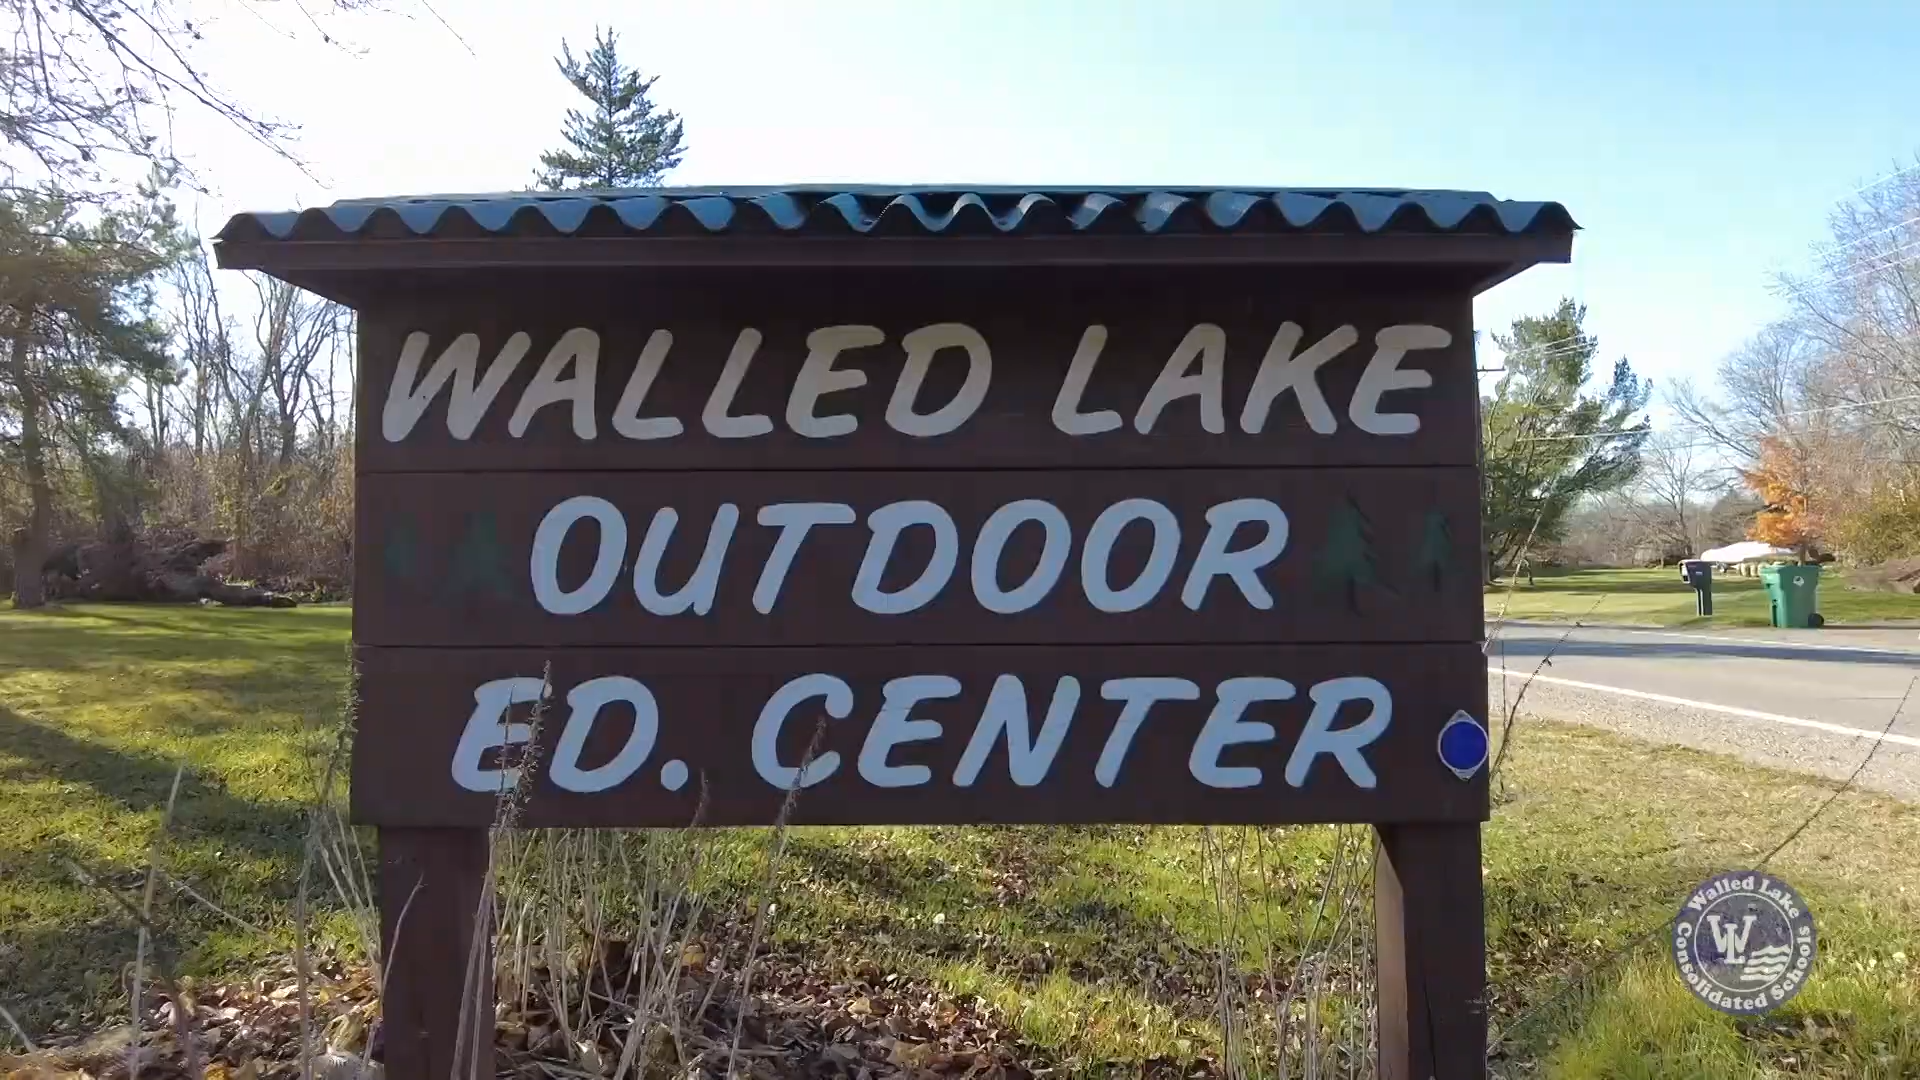 WALLED LAKE
OUTDOOR
ED. CENTER
Walled Lake
WL
Consolidated Schools